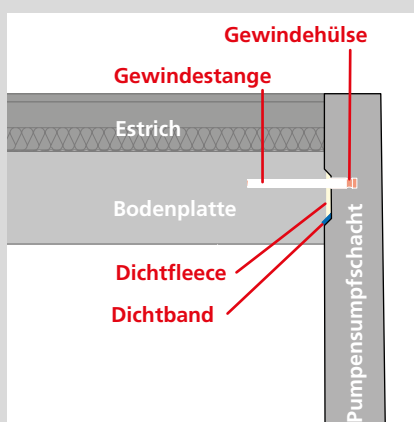 Gewindehülse
Gewindestange
Estrich
Bodenplatte
Dichtfleece
Dichtband
Pumpensumpfschacht